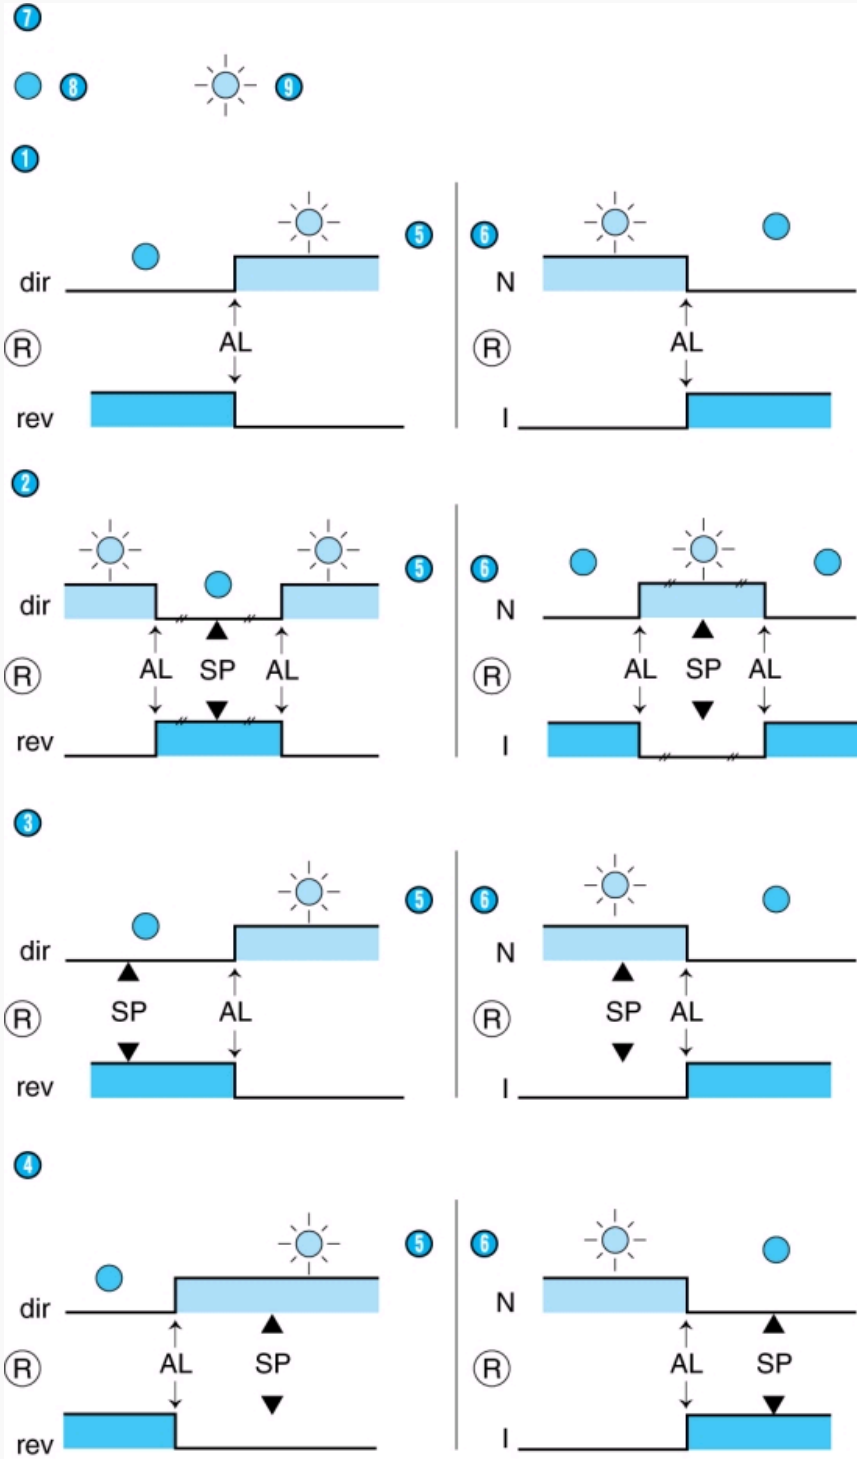 7
8 9
1
5 6
dir N
R AL R AL
rev I
2
5 6
dir N
R AL SP AL R AL SP AL
rev I
3
5 6
dir N
R SP AL R SP AL
rev I
4
5 6
dir N
R AL SP R AL SP
rev I